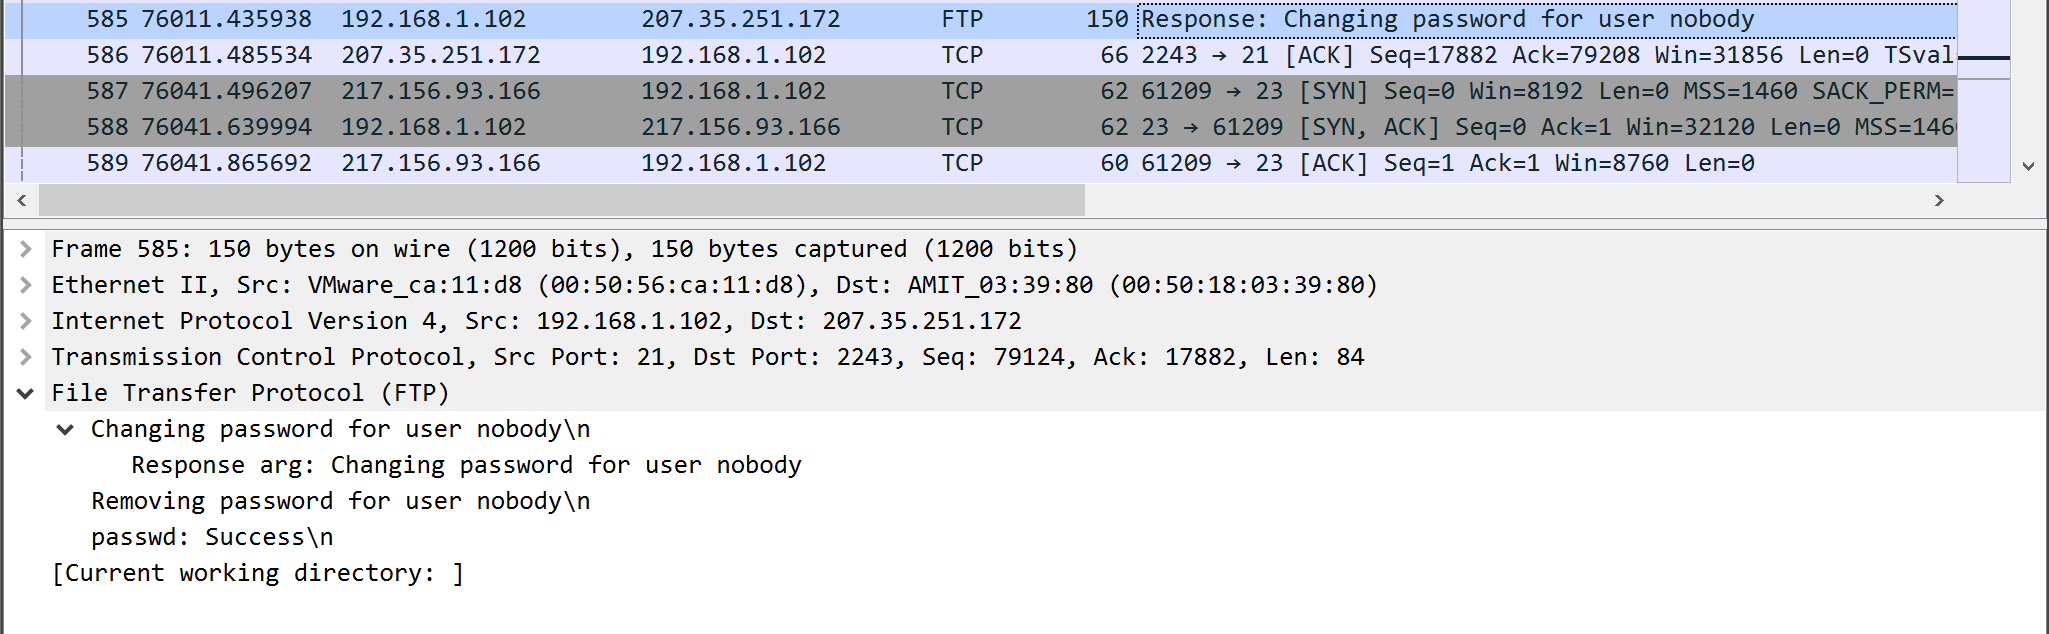 585 76011.435938 192.168.1.102 207.35.251.172 FTP 150 Response: Changing password for user nobody
586 76011.485534 207.35.251.172 192.168.1.102 TCP 66 2243 → 21 [ACK] Seq=17882 Ack=79208 Win=31856 Len=0 TSval
587 76041.496207 217.156.93.166 192.168.1.102 TCP 62 61209 → 23 [SYN] Seq=0 Win=8192 Len=0 MSS=1460 SACK_PERM=
588 76041.639994 192.168.1.102 217.156.93.166 TCP 62 23 → 61209 [SYN, ACK] Seq=0 Ack=1 Win=32120 Len=0 MSS=146
589 76041.865692 217.156.93.166 192.168.1.102 TCP 60 61209 → 23 [ACK] Seq=1 Ack=1 Win=8760 Len=0
Frame 585: 150 bytes on wire (1200 bits), 150 bytes captured (1200 bits)
Ethernet II, Src: VMware_ca:11:d8 (00:50:56:ca:11:d8), Dst: AMIT_03:39:80 (00:50:18:03:39:80)
Internet Protocol Version 4, Src: 192.168.1.102, Dst: 207.35.251.172
Transmission Control Protocol, Src Port: 21, Dst Port: 2243, Seq: 79124, Ack: 17882, Len: 84
File Transfer Protocol (FTP)
Changing password for user nobody\n
Response arg: Changing password for user nobody
Removing password for user nobody\n
passwd: Success\n
[Current working directory: ]